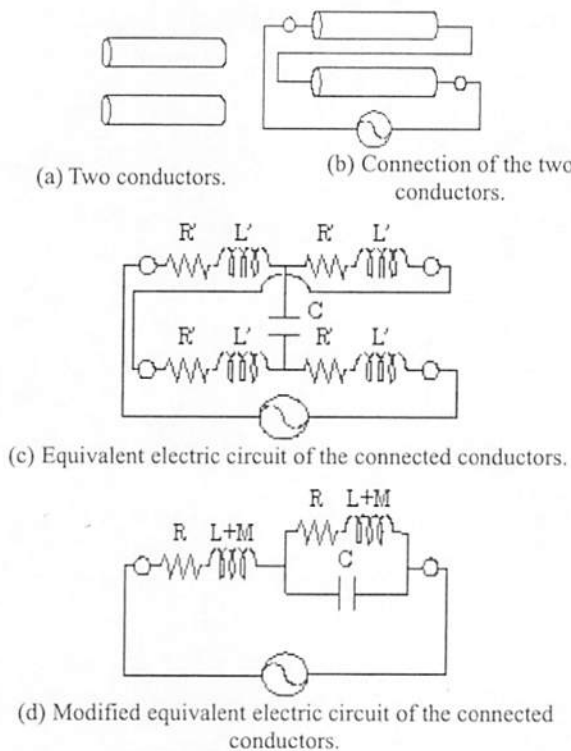 (a) Two conductors.
(b) Connection of the two
conductors.
R' L' R' L'
C
R' L' R' L'
(c) Equivalent electric circuit of the connected conductors.
L+M
R
R L+M
C
(d) Modified equivalent electric circuit of the connected
conductors.